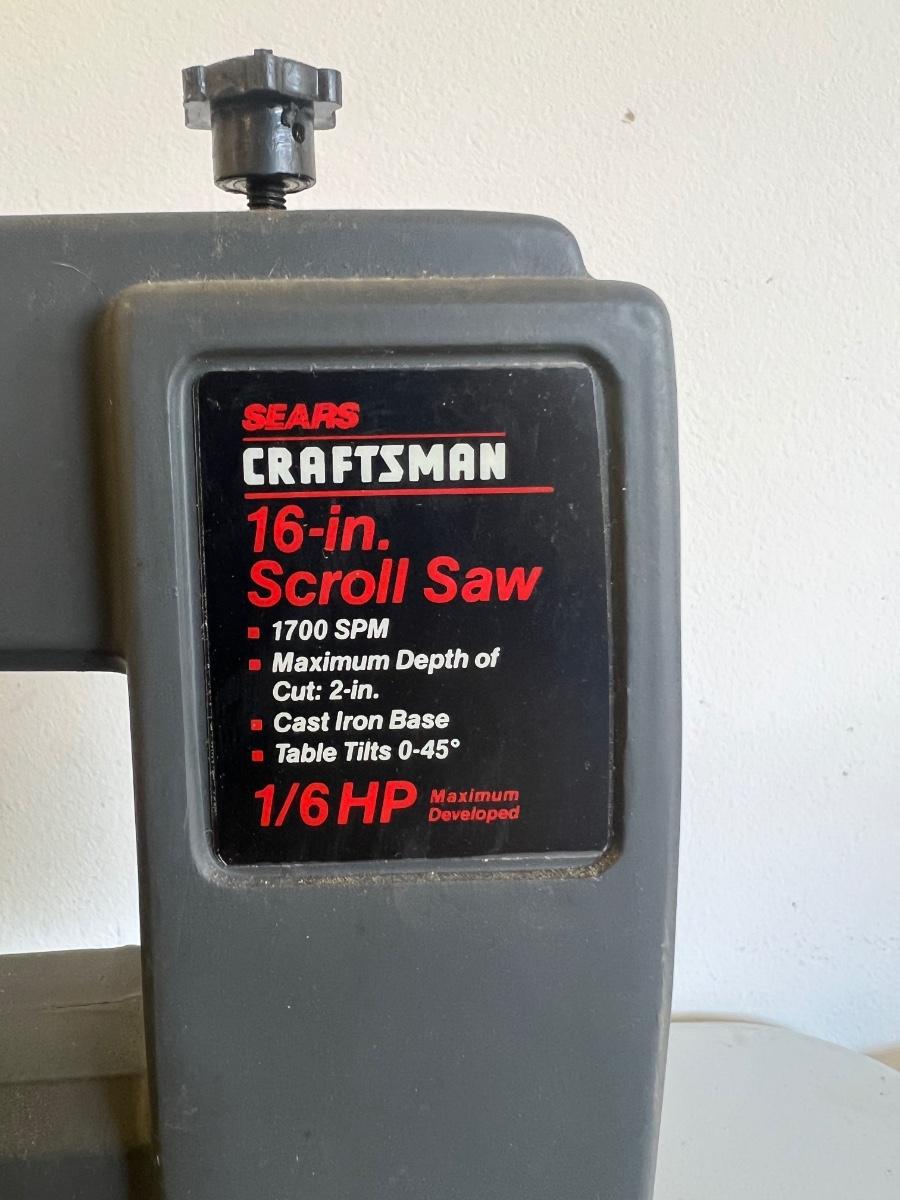 SEARS
CRAFTSMAN
16-in.
Scroll Saw
▪ 1700 SPM
▪ Maximum Depth of
Cut: 2-in.
▪ Cast Iron Base
▪ Table Tilts 0-45°
1/6 HP Maximum
Developed